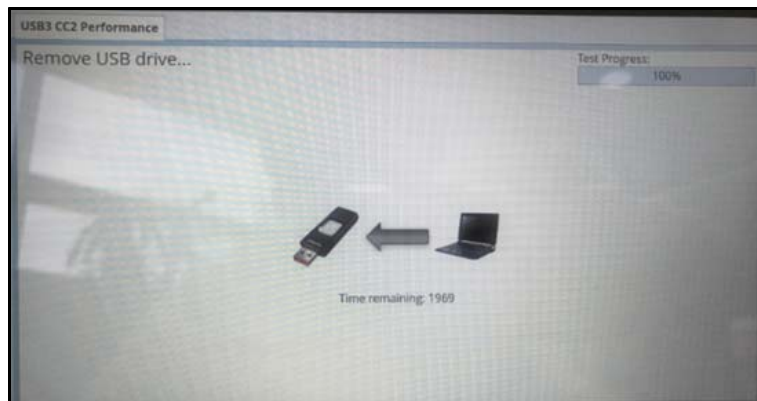 USB3 CC2 Performance
Remove USB drive...
Test Progress:
100%
Time remaining: 1969